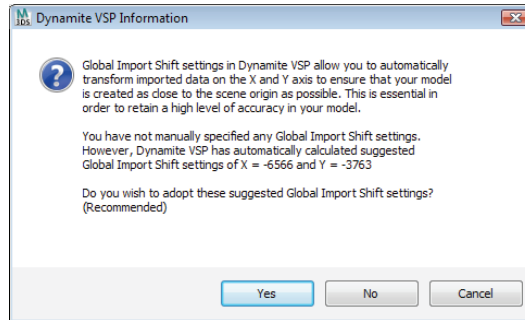 M
3DS
Dynamite VSP Information
Global Import Shift settings in Dynamite VSP allow you to automatically
transform imported data on the X and Y axis to ensure that your model
is created as close to the scene origin as possible. This is essential in
order to retain a high level of accuracy in your model.
You have not manually specified any Global Import Shift settings.
However, Dynamite VSP has automatically calculated suggested
Global Import Shift settings of X = -6566 and Y = -3763
Do you wish to adopt these suggested Global Import Shift settings?
(Recommended)
Yes
No
Cancel